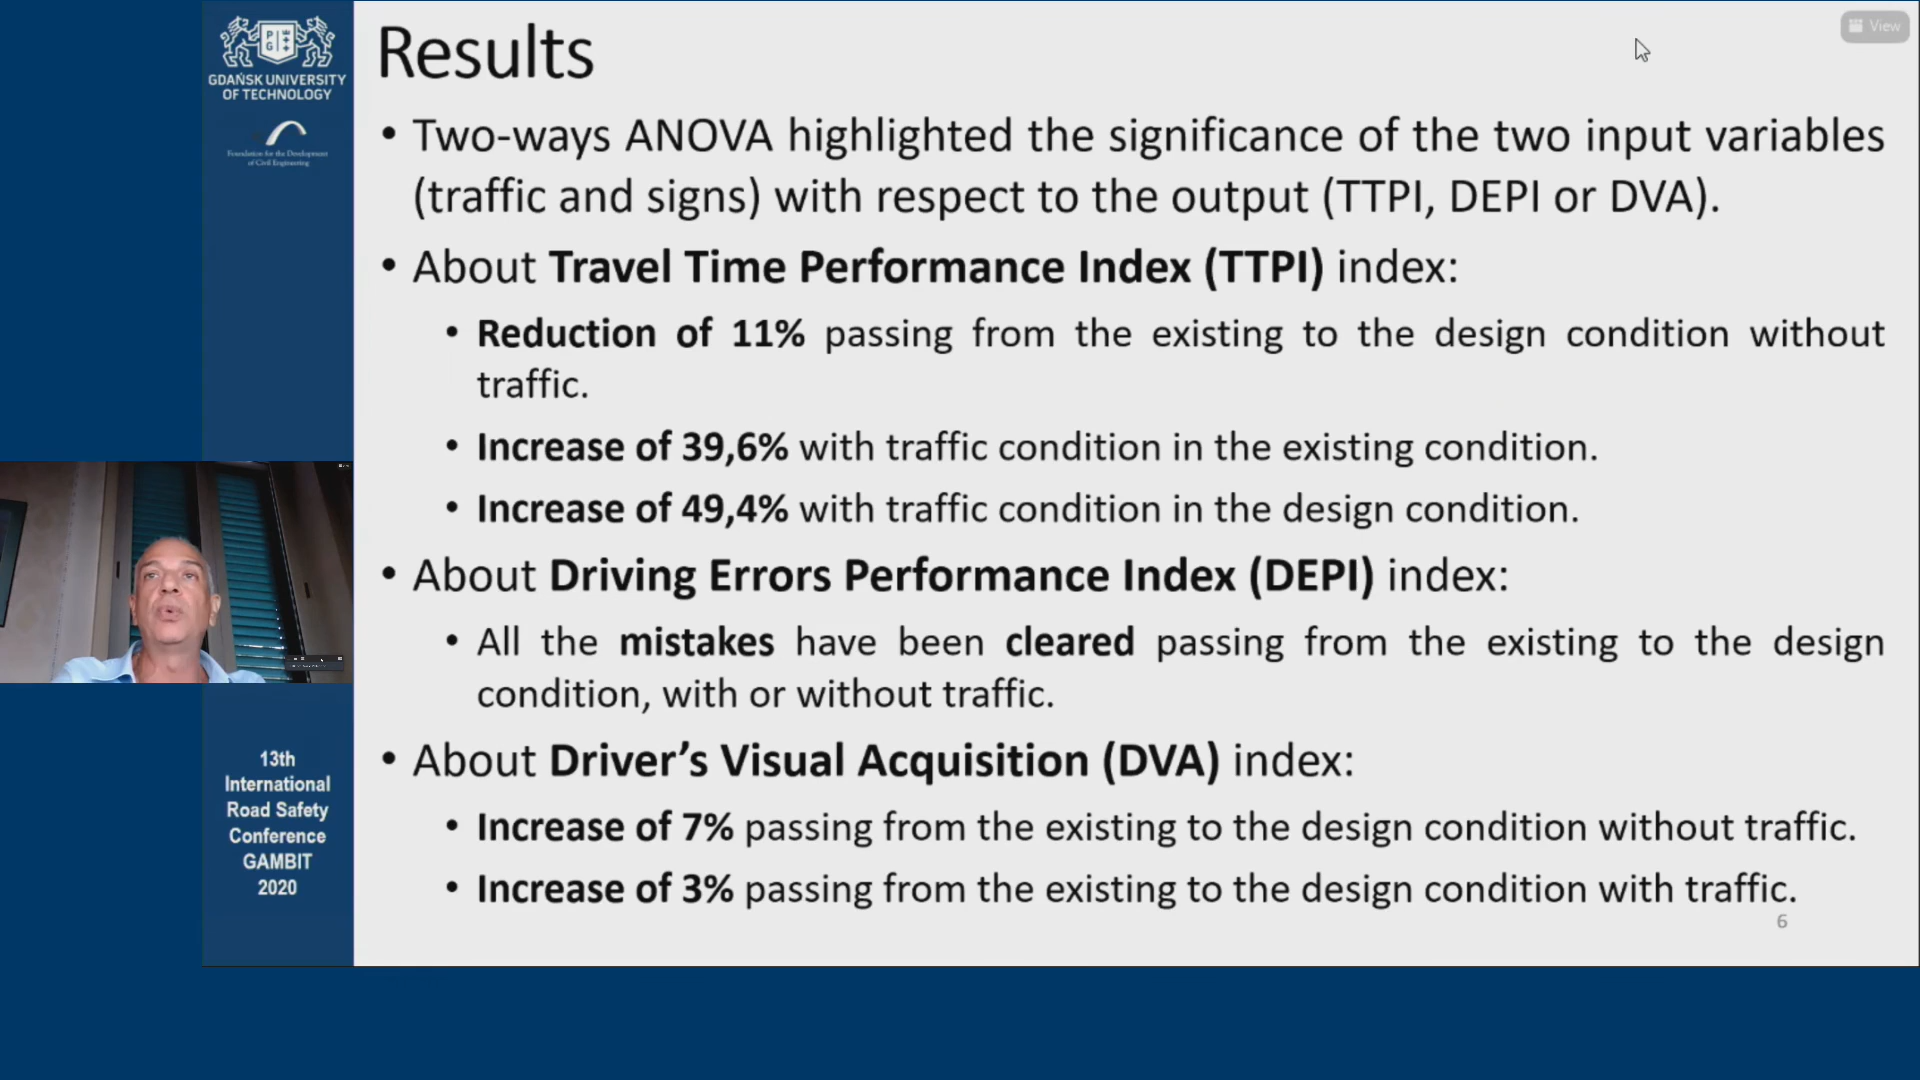 P G
GDAŃSK UNIVERSITY
OF TECHNOLOGY
Foundation for the Development
of Civil Engineering
13th
International
Road Safety
Conference
GAMBIT
2020
View
Results
• Two-ways ANOVA highlighted the significance of the two input variables
(traffic and signs) with respect to the output (TTPI, DEPI or DVA).
• About Travel Time Performance Index (TTPI) index:
• Reduction of 11% passing from the existing to the design condition without
traffic.
• Increase of 39,6% with traffic condition in the existing condition.
• Increase of 49,4% with traffic condition in the design condition.
• About Driving Errors Performance Index (DEPI) index:
• All the mistakes have been cleared passing from the existing to the design
condition, with or without traffic.
• About Driver’s Visual Acquisition (DVA) index:
• Increase of 7% passing from the existing to the design condition without traffic.
• Increase of 3% passing from the existing to the design condition with traffic.
6